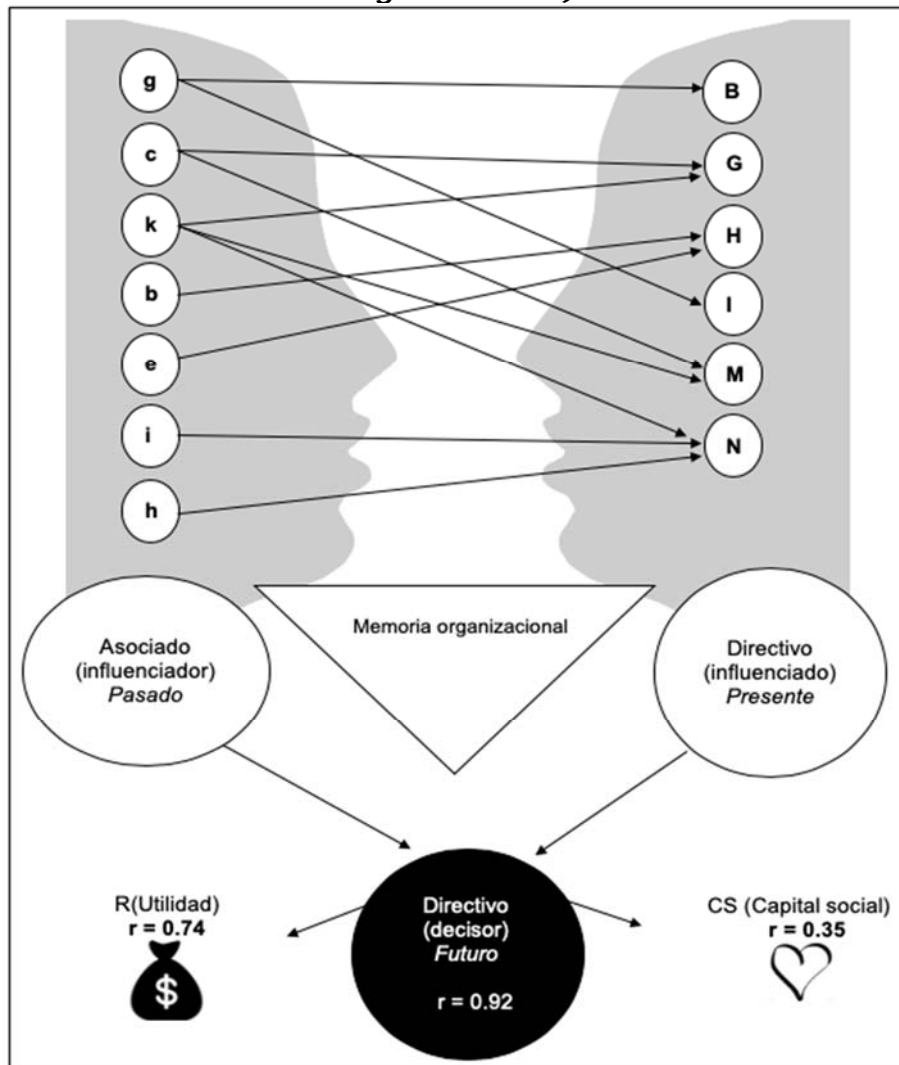 g
B
c
G
k
H
b
I
e
M
i
N
h
Asociado
(influenciador)
Pasado
Memoria organizacional
Directivo
(influenciado)
Presente
R(Utilidad)
r = 0.74
$
Directivo
(decisor)
Futuro
r = 0.92
CS (Capital social)
r = 0.35